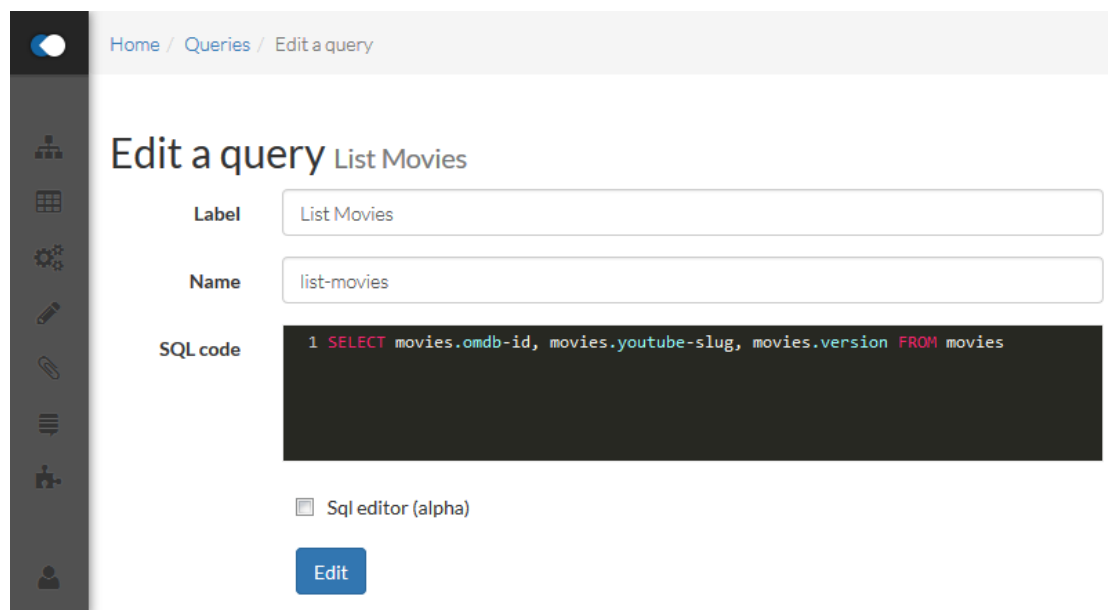 Home / Queries / Edit a query
Edit a query List Movies
Label List Movies
Name list-movies
SQL code 1 SELECT movies.omdb-id, movies.youtube-slug, movies.version FROM movies
Sql editor (alpha)
Edit